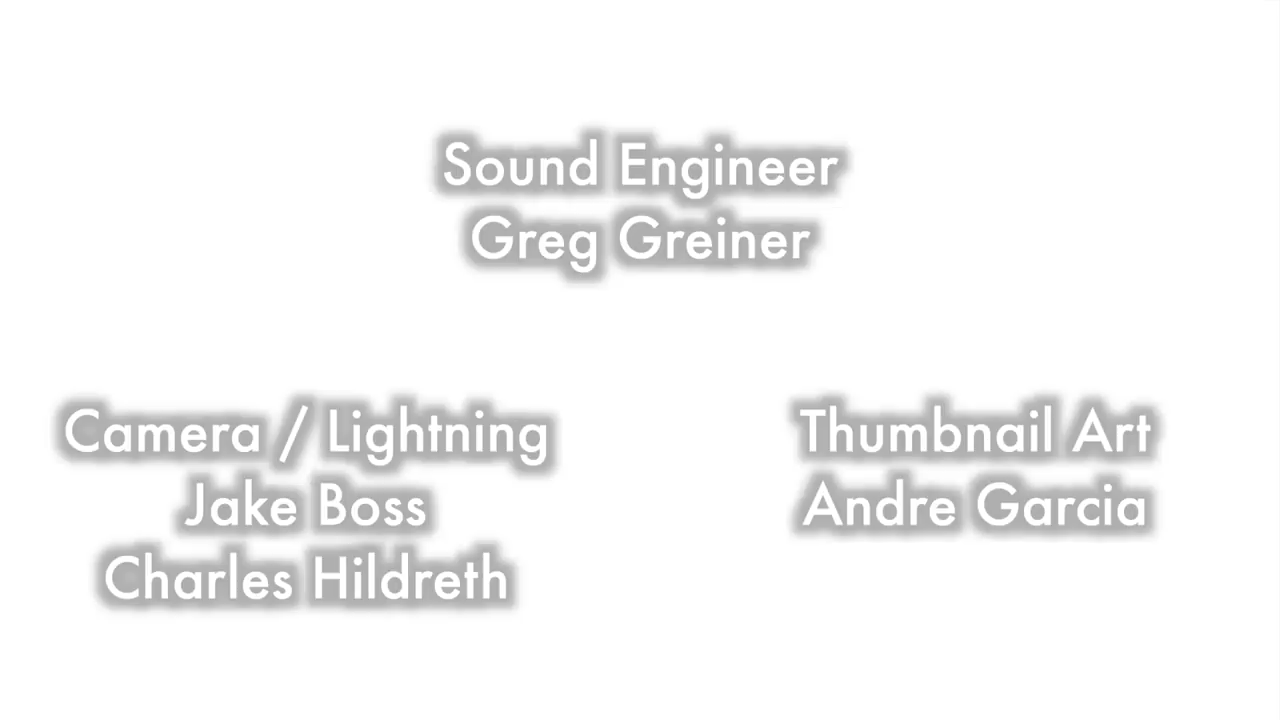 Sound Engineer
Greg Greiner
Camera / Lightning
Jake Boss
Charles Hildreth
Thumbnail Art
Andre Garcia